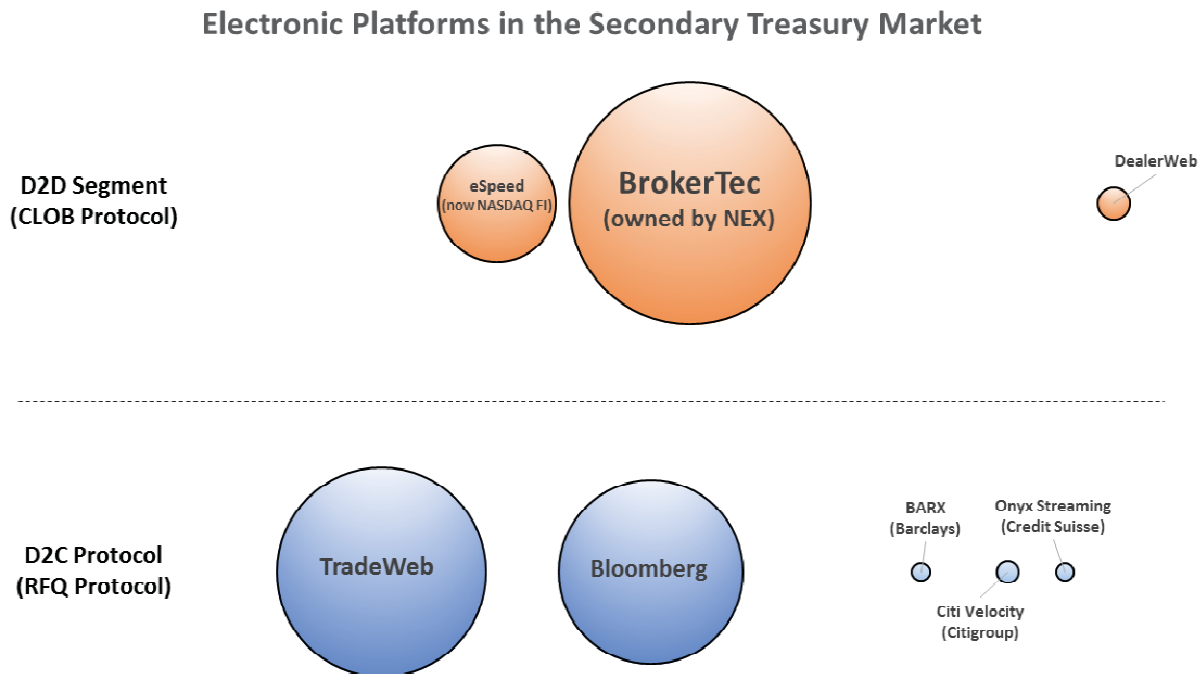 Electronic Platforms in the Secondary Treasury Market
D2D Segment
(CLOB Protocol)
eSpeed
(now NASDAQ FI)
BrokerTec
(owned by NEX)
DealerWeb
D2C Protocol
(RFQ Protocol)
TradeWeb
Bloomberg
BARX
(Barclays)
Onyx Streaming
(Credit Suisse)
Citi Velocity
(Citigroup)